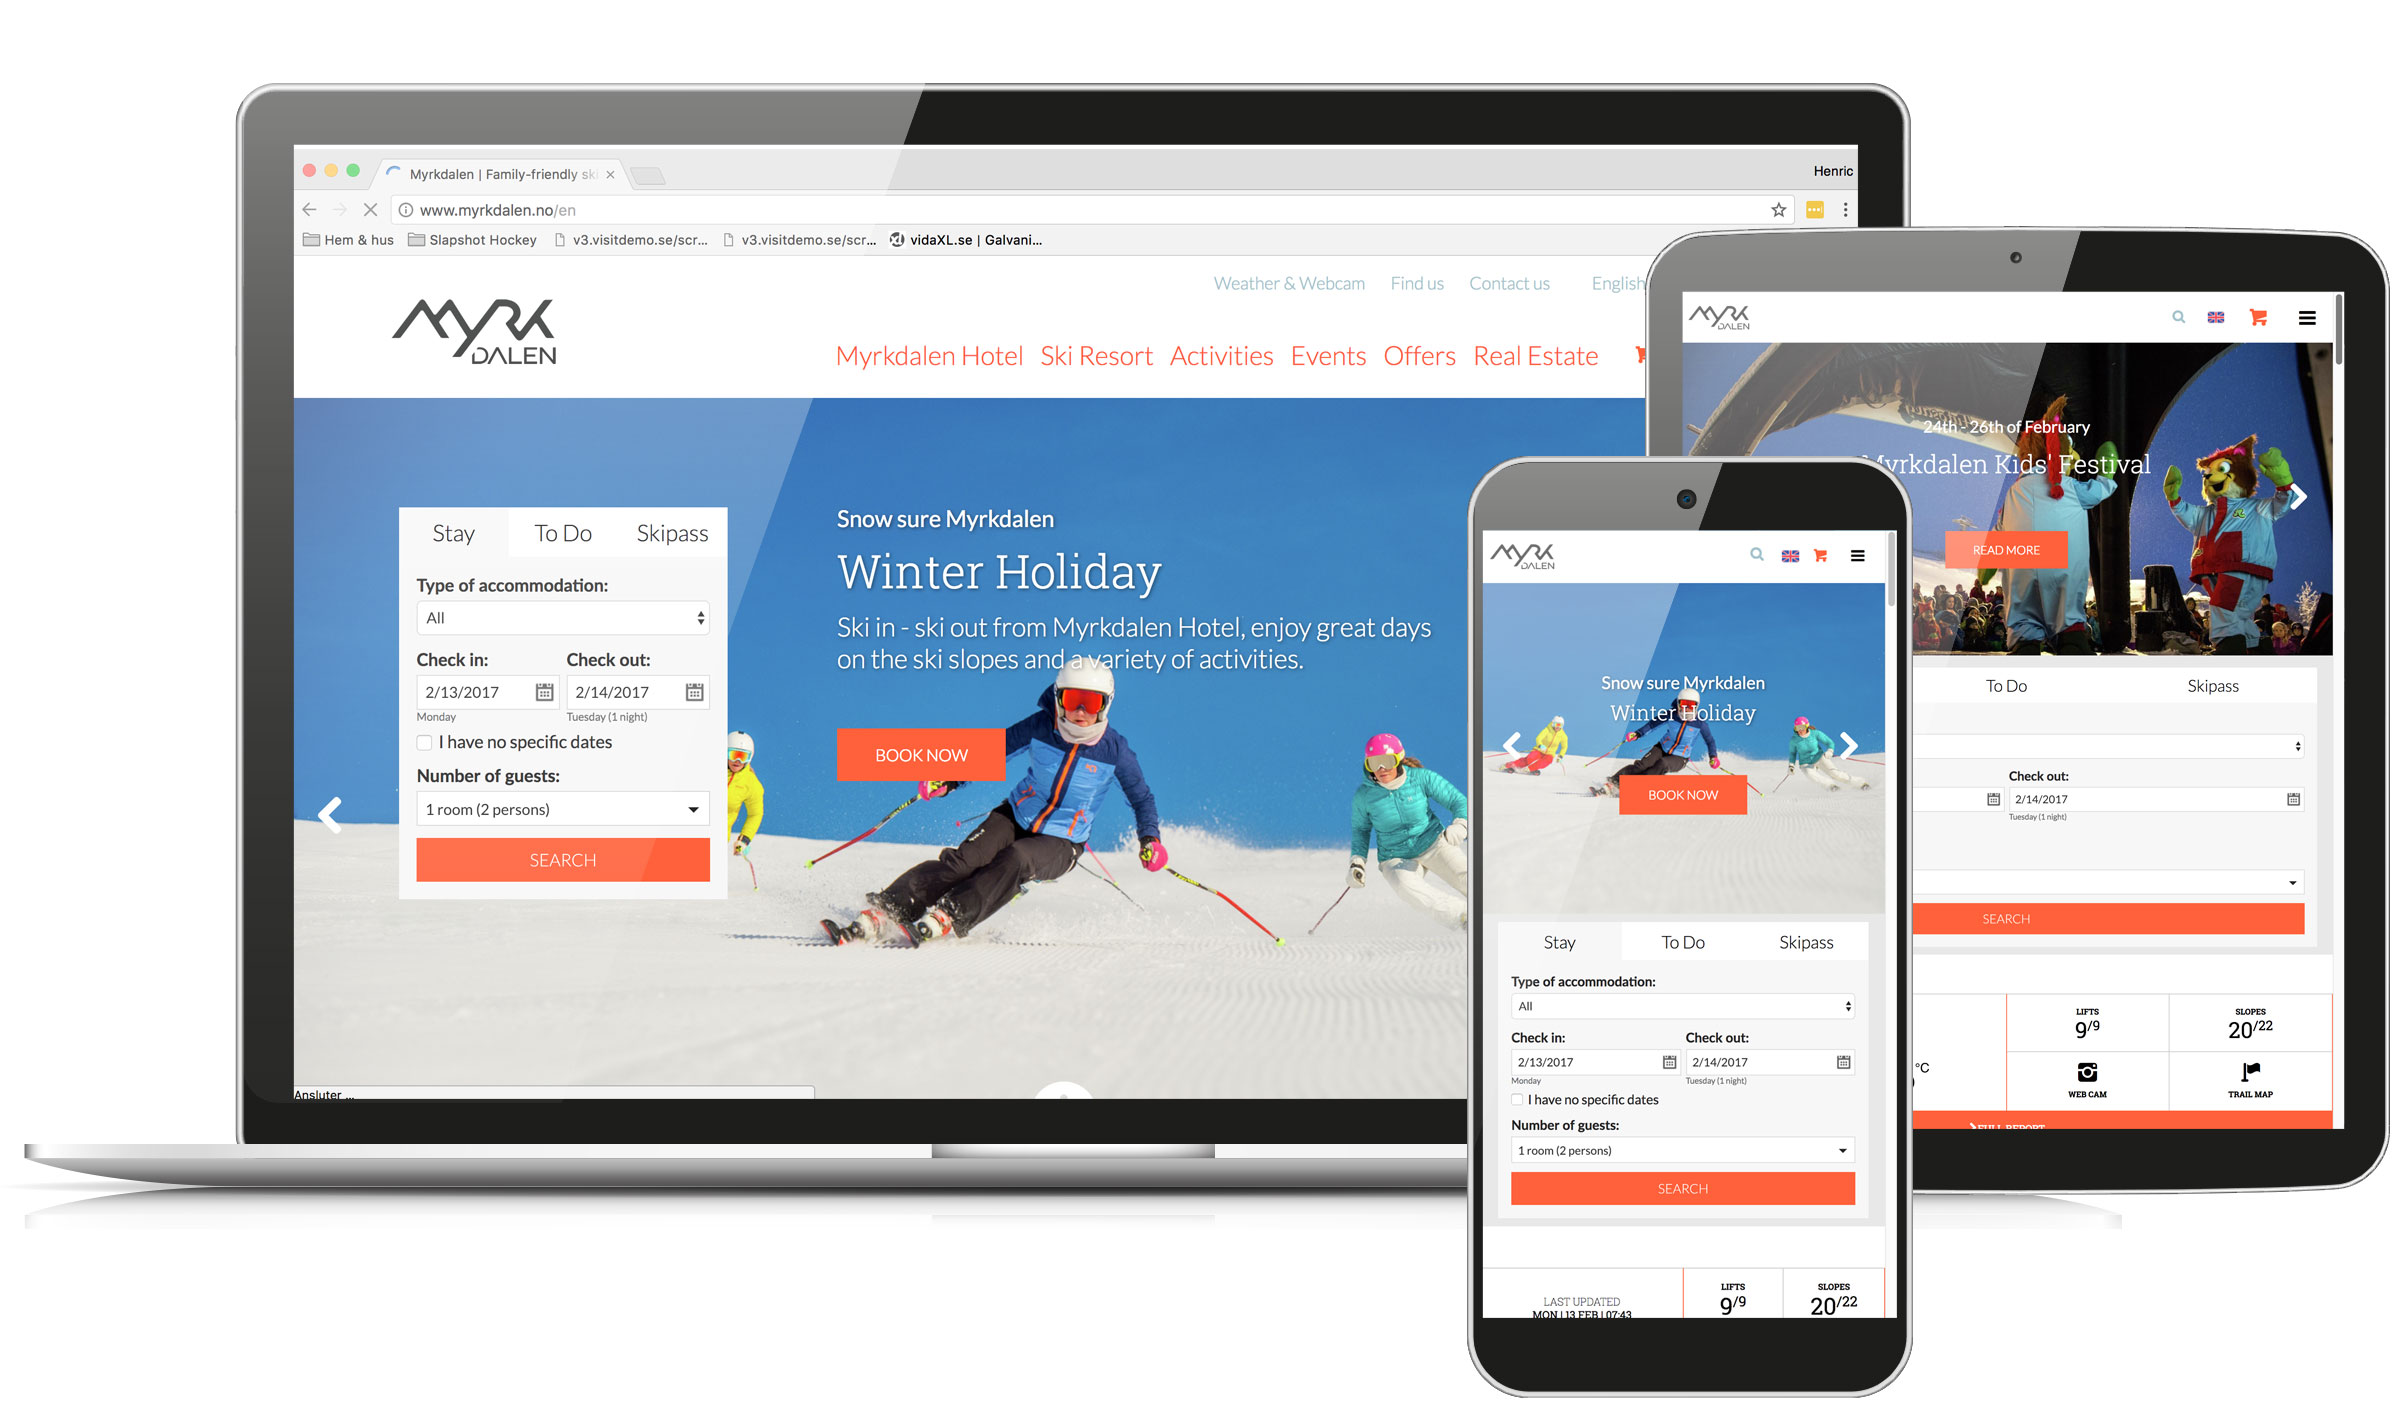 Henric
Myrkdalen | Family-friendly ski
www.myrkdalen.no/en
Hem & hus
Slapshot Hockey
v3.visitdemo.se/scr...
v3.visitdemo.se/scr...
vidaXL.se | Galvani...
Weather & Webcam
Find us
Contact us
English
MYRK
DALEN
Myrkdalen Hotel
Ski Resort
Activities
Events
Offers
Real Estate
Stay
To Do
Skipass
Type of accommodation:
All
Check in:
Check out:
2/13/2017
2/14/2017
Monday
Tuesday (1 night)
I have no specific dates
Number of guests:
1 room (2 persons)
SEARCH
Snow sure Myrkdalen
Winter Holiday
Ski in - ski out from Myrkdalen Hotel, enjoy great days
on the ski slopes and a variety of activities.
BOOK NOW
Ansluter ...
MYRK
DALEN
24th - 26th of February
Myrkdalen Kids' Festival
READ MORE
To Do
Skipass
Check out:
2/14/2017
Tuesday (1 night)
SEARCH
LIFTS
9/9
SLOPES
20/22
°C
WEB CAM
TRAIL MAP
FULL REPORT
MYRK
DALEN
Snow sure Myrkdalen
Winter Holiday
BOOK NOW
Stay
To Do
Skipass
Type of accommodation:
All
Check in:
Check out:
2/13/2017
2/14/2017
Monday
Tuesday (1 night)
I have no specific dates
Number of guests:
1 room (2 persons)
SEARCH
LAST UPDATED
MON | 13 FEB | 07:43
LIFTS
9/9
SLOPES
20/22